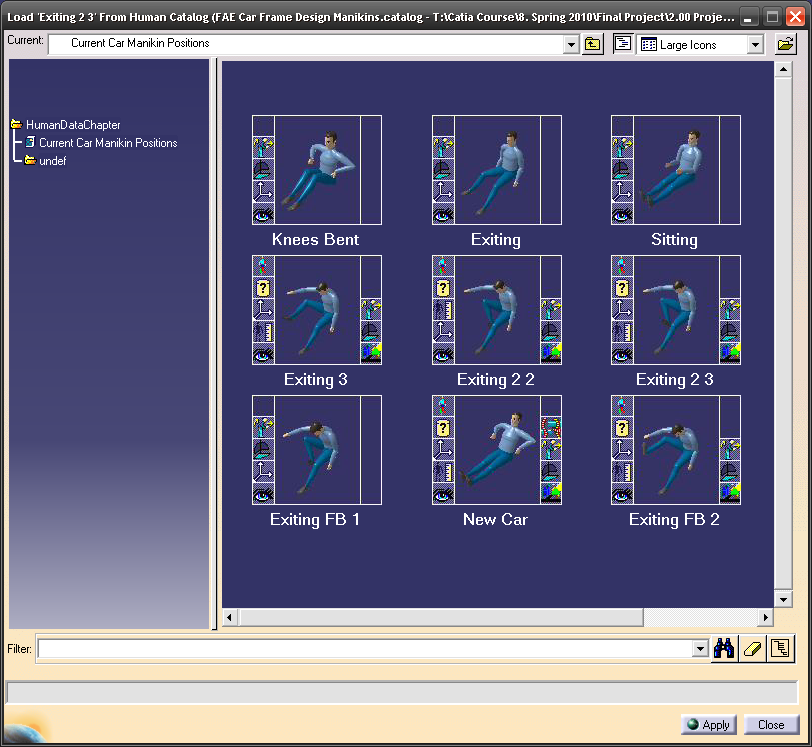 Load 'Exiting 2 3' From Human Catalog (FAE Car Frame Design Manikins.catalog - T:\Catia Course\8. Spring 2010\Final Project\2.00 Proje...
Current:
Current Car Manikin Positions
Large Icons
HumanDataChapter
Current Car Manikin Positions
undef
Knees Bent
Exiting
Sitting
?
?
?
Exiting 3
Exiting 2 2
Exiting 2 3
?
?
Exiting FB 1
New Car
Exiting FB 2
Filter:
Apply
Close